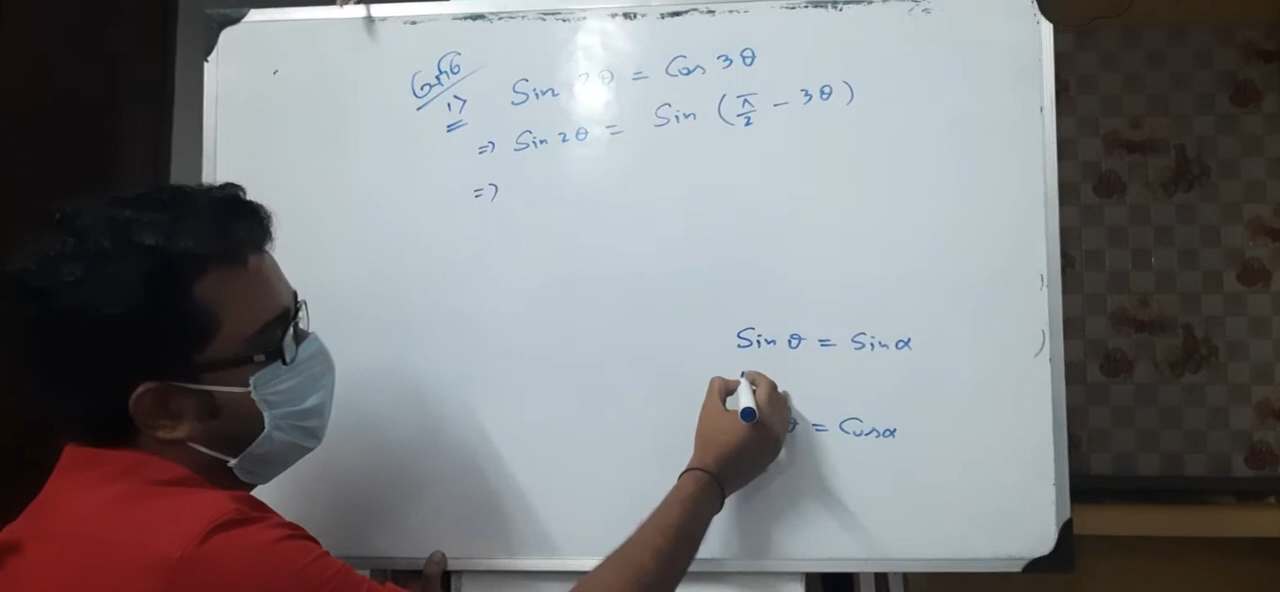 1) Sin 2θ = Cos 3θ
=> Sin 2θ = Sin (π/2 - 3θ)
=>
Sin θ = Sin α
θ = Cos α